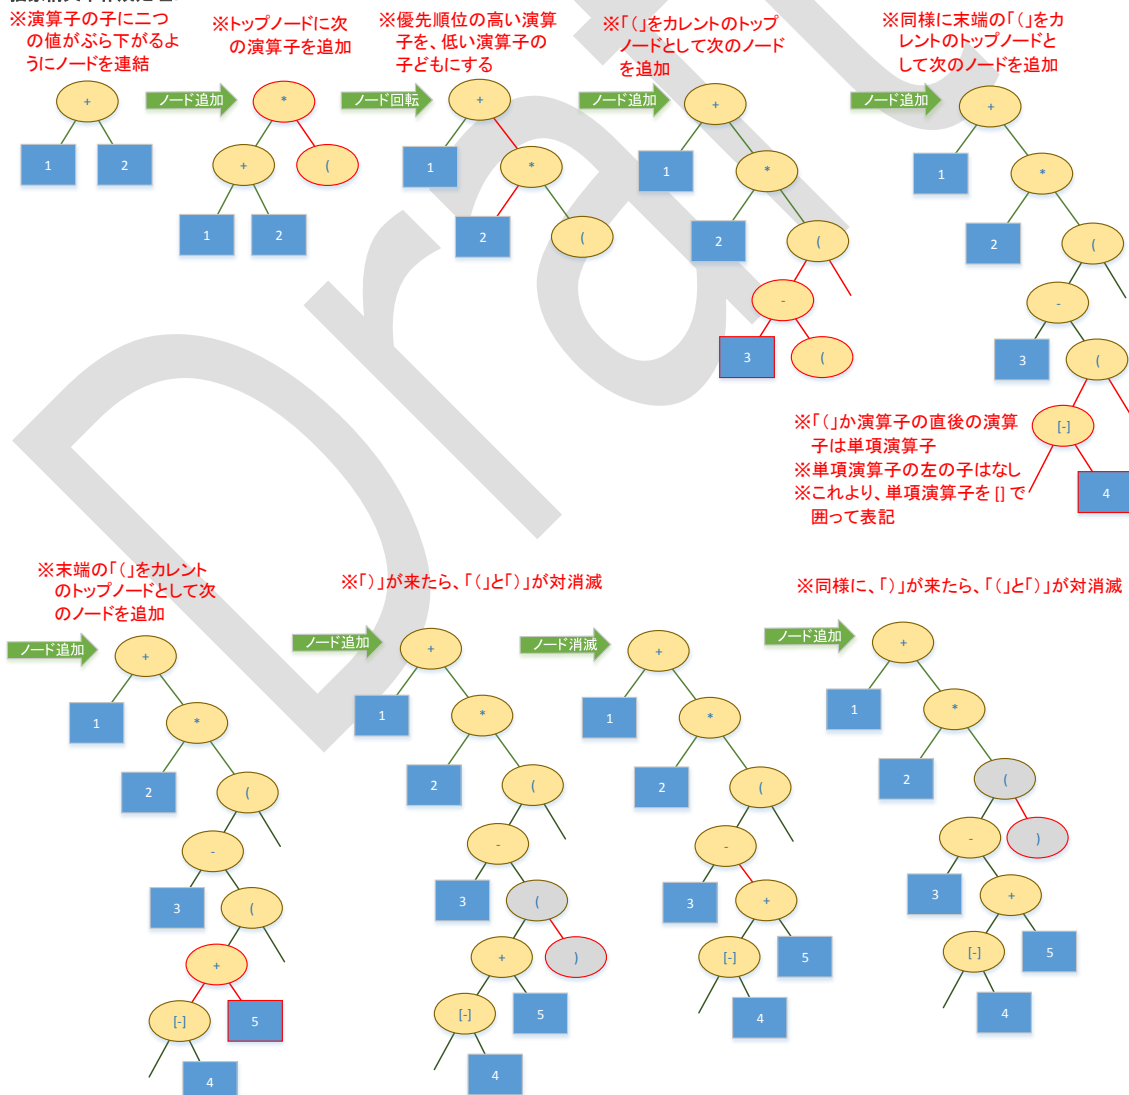 ※演算子の子に二つ
の値がぶら下がるよ
うにノードを連結
※トップノードに次
の演算子を追加
※優先順位の高い演算
子を、低い演算子の
子どもにする
※「(」をカレントのトップ
ノードとして次のノード
を追加
※同様に末端の「(」をカ
レントのトップノードと
して次のノードを追加
+
1
2
ノード追加
*
+
(
1
2
ノード回転
+
1
*
2
(
ノード追加
+
1
*
2
(
-
3
(
ノード追加
+
1
*
2
(
-
3
(
[-]
4
※「(」か演算子の直後の演算
子は単項演算子
※単項演算子の左の子はなし
※これより、単項演算子を [] で
囲って表記
Draft
※末端の「(」をカレント
のトップノードとして次
のノードを追加
※「)」が来たら、「(」と「)」が対消滅
※同様に、「)」が来たら、「(」と「)」が対消滅
ノード追加
+
1
*
2
(
-
3
(
+
[-]
5
4
ノード追加
+
1
*
2
(
-
3
(
+
)
[-]
5
4
ノード消滅
+
1
*
2
(
-
3
+
[-]
5
4
ノード追加
+
1
*
2
(
-
)
3
+
[-]
5
4